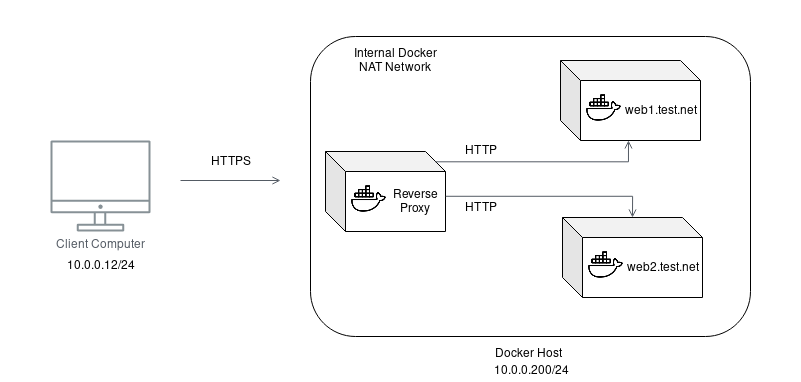 Internal Docker
NAT Network
web1.test.net
HTTPS
HTTP
Reverse
Proxy
HTTP
Client Computer
10.0.0.12/24
web2.test.net
Docker Host
10.0.0.200/24